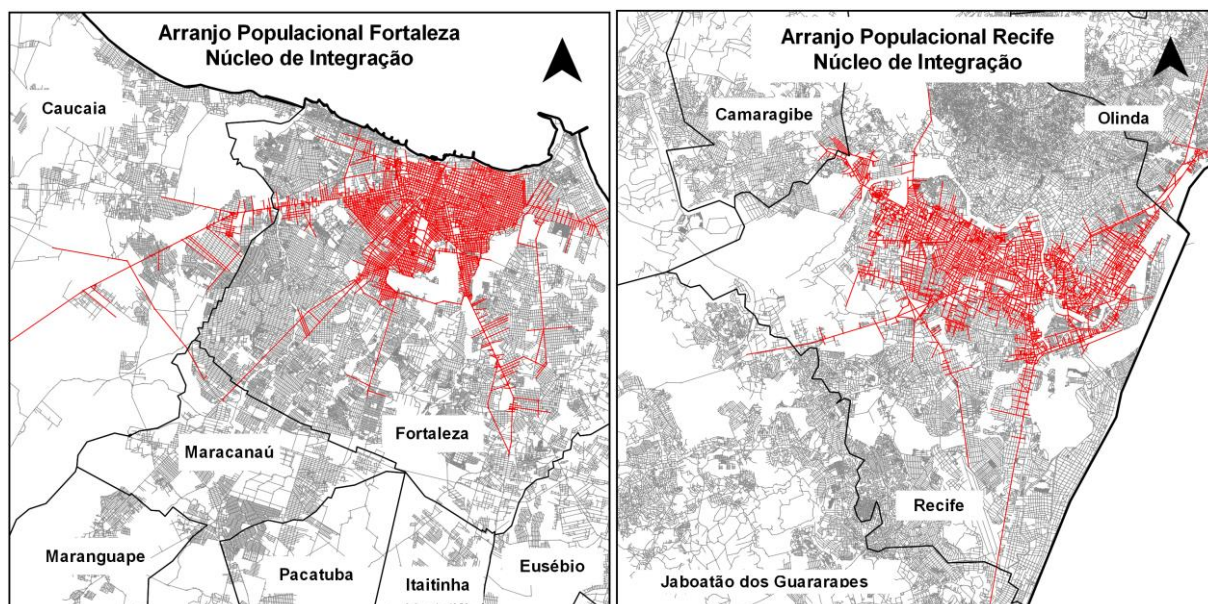 Arranjo Populacional Fortaleza
Núcleo de Integração
Caucaia
Fortaleza
Maracanaú
Maranguape
Pacatuba
Itaitinha
Eusébio
Arranjo Populacional Recife
Núcleo de Integração
Camaragibe
Olinda
Recife
Jaboatão dos Guararapes